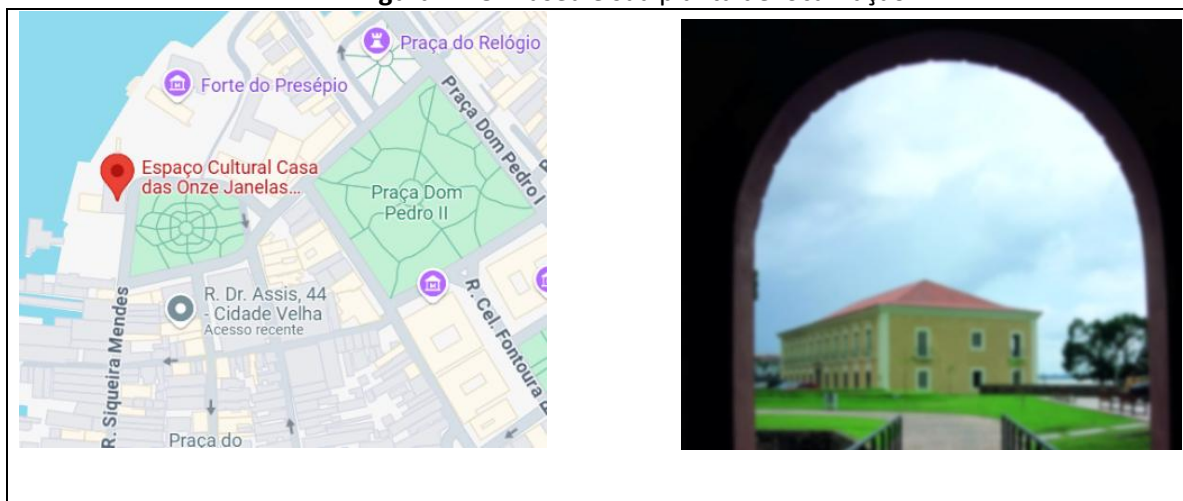 Praça do Relógio
Forte do Presépio
Praça Dom Pedro I
Espaço Cultural Casa
das Onze Janelas...
Praça Dom
Pedro II
R. Dr. Assis, 44
- Cidade Velha
Acesso recente
R. Siqueira Mendes
R. Cel. Fontoura
Praça do